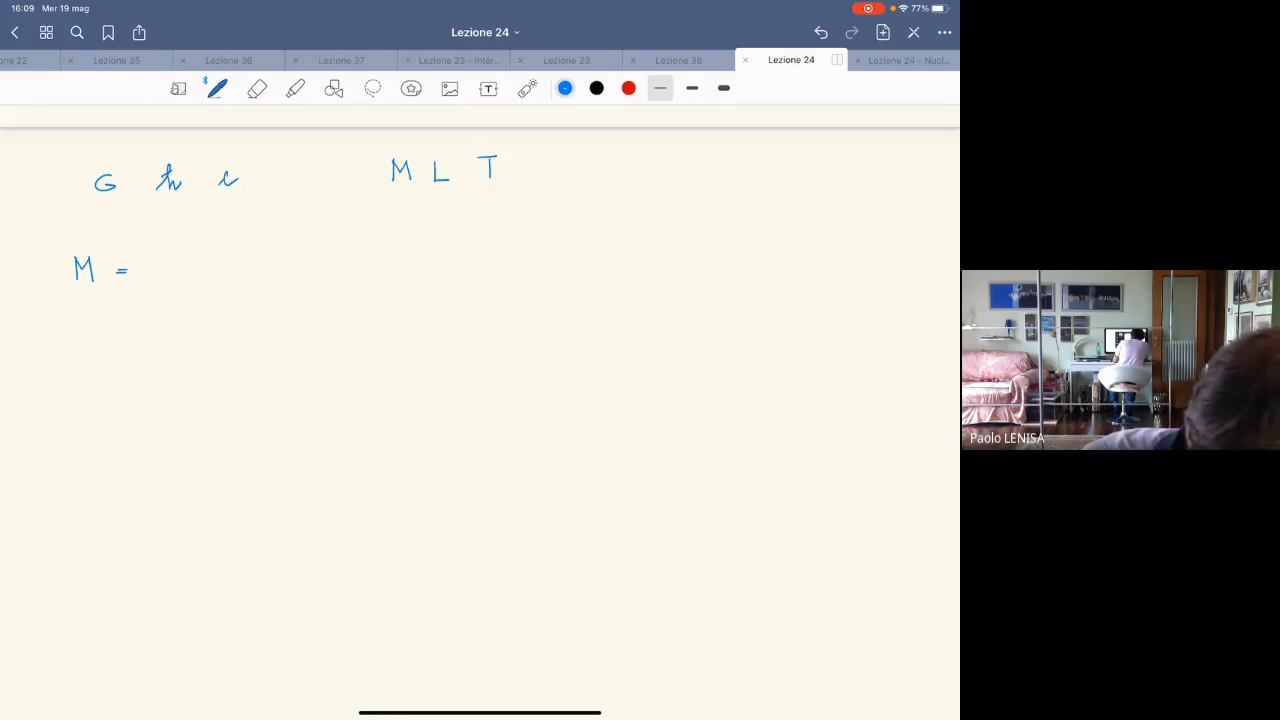 16:09 Mer 19 mag 77%
Lezione 24
ne 22 Lezione 35 Lezione 36 Lezione 37 Lezione 23 - Inter... Lezione 23 Lezione 38 Lezione 24 Lezione 24 - Nucl...
G ħ c M L T
M =
Paolo LENISA